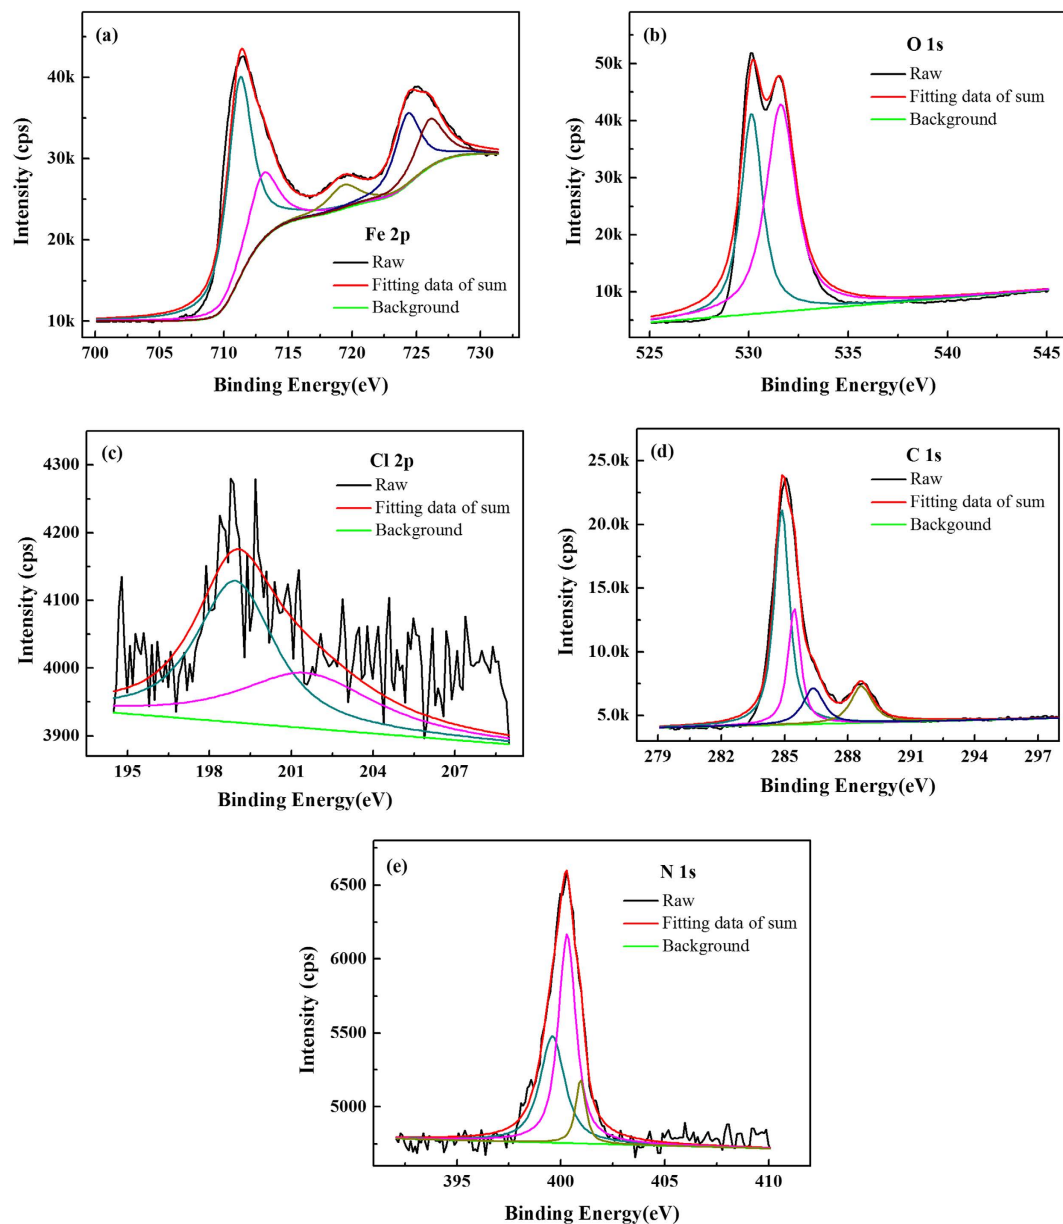 (a)
Fe 2p
Raw
Fitting data of sum
Background
40k
30k
20k
10k
700 705 710 715 720 725 730
Intensity (cps)
Binding Energy(eV)
(b)
O 1s
Raw
Fitting data of sum
Background
50k
40k
30k
20k
10k
525 530 535 540 545
Intensity (cps)
Binding Energy(eV)
(c)
Cl 2p
Raw
Fitting data of sum
Background
4300
4200
4100
4000
3900
195 198 201 204 207
Intensity (cps)
Binding Energy(eV)
(d)
C 1s
Raw
Fitting data of sum
Backgound
25.0k
20.0k
15.0k
10.0k
5.0k
279 282 285 288 291 294 297
Intensity (cps)
Binding Energy(eV)
(e)
N 1s
Raw
Fitting data of sum
Background
6500
6000
5500
5000
395 400 405 410
Intensity (cps)
Binding Energy(eV)